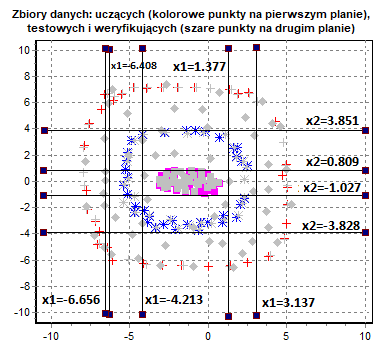 Zbiory danych: uczących (kolorowe punkty na pierwszym planie),
testowych i weryfikujących (szare punkty na drugim planie)
10
8
6
4
2
0
-2
-4
-6
-8
-10
x1=-6.408
x1=1.377
x2=3.851
x2=0.809
x2=-1.027
x2=-3.828
x1=-6.656
x1=-4.213
x1=3.137
-10
-5
0
5
10